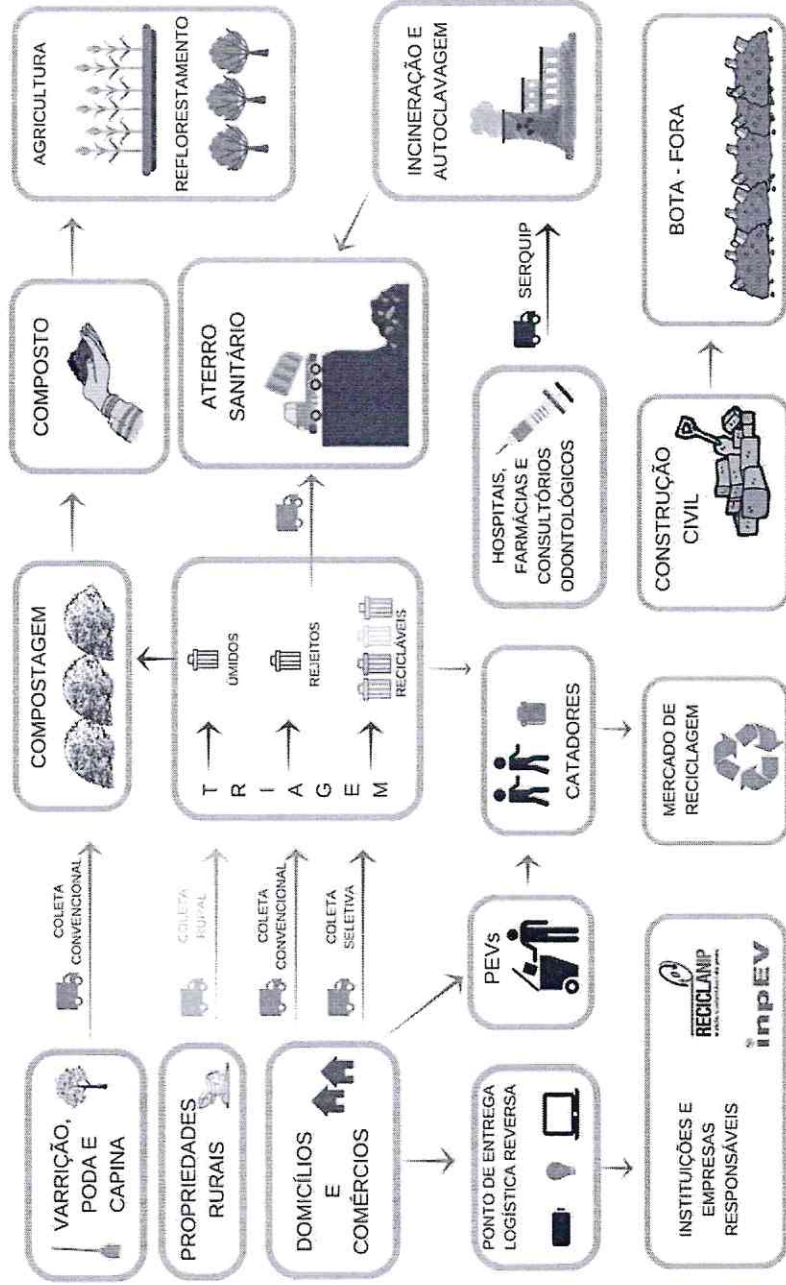 VARRIÇÃO,
PODA E
CAPINA
COLETA
CONVENCIONAL
COMPOSTAGEM
COMPOSTO
AGRICULTURA
REFLORESTAMENTO
PROPRIEDADES
RURAIS
COLETA
RURAL
DOMICÍLIOS
E
COMÉRCIOS
COLETA
CONVENCIONAL
COLETA
SELETIVA
T
R
I
A
G
E
M
ÚMIDOS
REJEITOS
RECICLÁVEIS
ATERRO
SANITÁRIO
INCINERAÇÃO E
AUTOCLAVAGEM
PONTO DE ENTREGA
LOGÍSTICA REVERSA
PEVs
CATADORES
HOSPITAIS,
FARMÁCIAS E
CONSULTÓRIOS
ODONTOLÓGICOS
SERQUIP
INSTITUIÇÕES E
EMPRESAS
RESPONSÁVEIS
RECICLANIP
inpEV
MERCADO DE
RECICLAGEM
CONSTRUÇÃO
CIVIL
BOTA - FORA